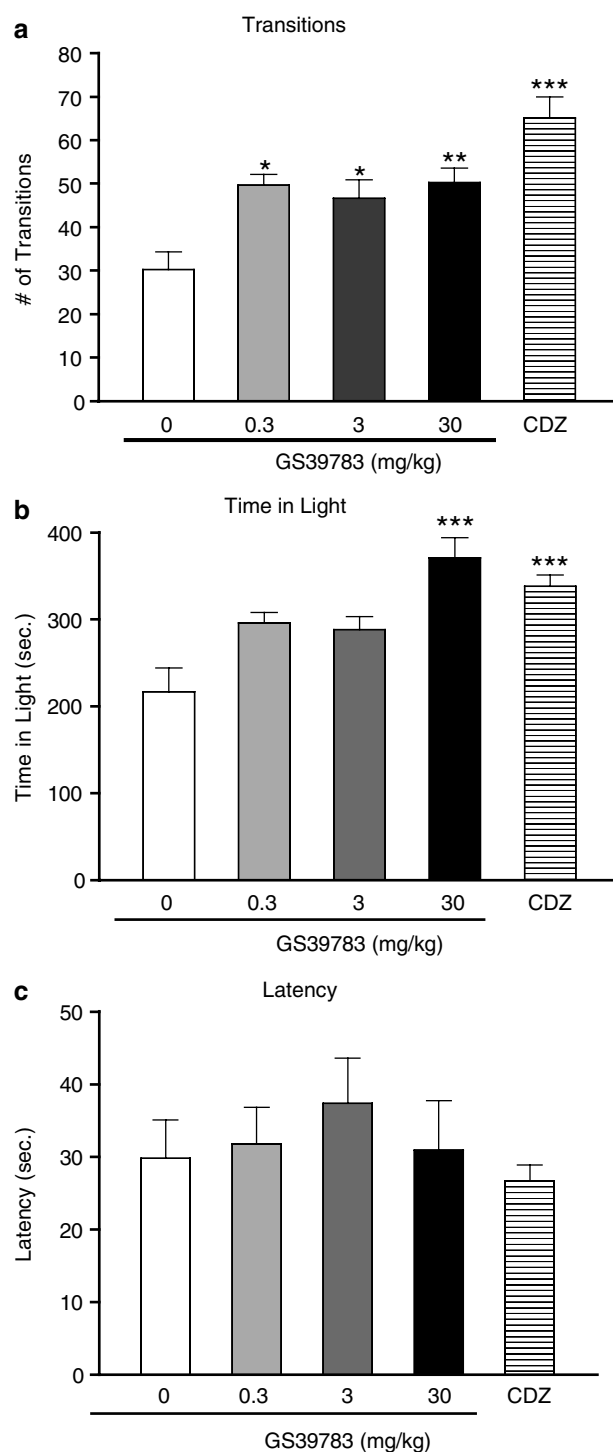 a
Transitions
# of Transitions
80
70
60
50
40
30
20
10
0
*
*
**
***
0 0.3 3 30 CDZ
GS39783 (mg/kg)
b
Time in Light
Time in Light (sec.)
400
300
200
100
0
***
***
0 0.3 3 30 CDZ
GS39783 (mg/kg)
c
Latency
Latency (sec.)
50
40
30
20
10
0
0 0.3 3 30 CDZ
GS39783 (mg/kg)